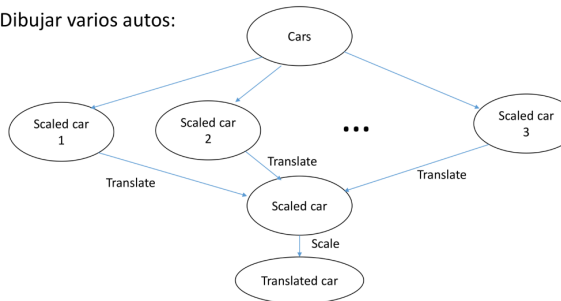 Dibujar varios autos:
Cars
Scaled car
1
Scaled car
2
...
Scaled car
3
Translate
Translate
Translate
Scaled car
Scale
Translated car